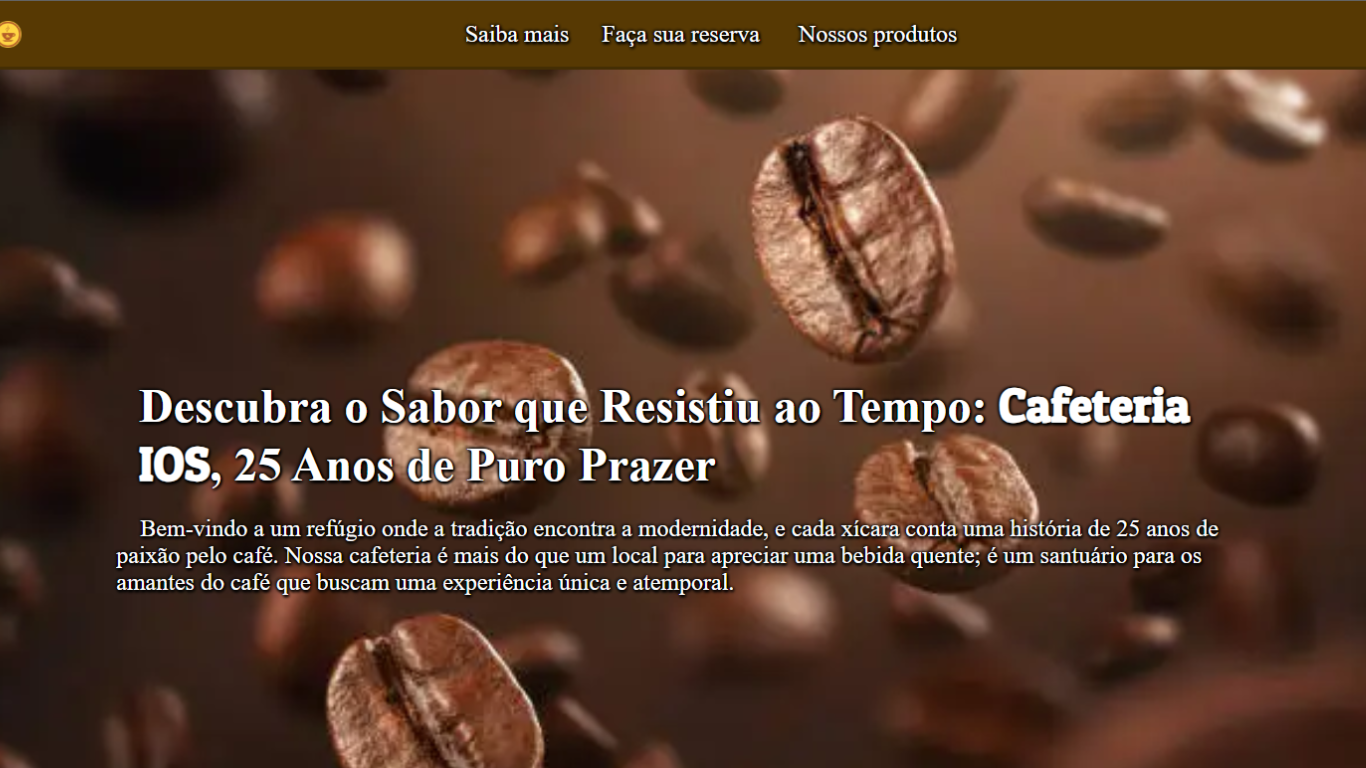 Saiba mais Faça sua reserva Nossos produtos
Descubra o Sabor que Resistiu ao Tempo: Cafeteria
IOS, 25 Anos de Puro Prazer
Bem-vindo a um refúgio onde a tradição encontra a modernidade, e cada xícara conta uma história de 25 anos de
paixão pelo café. Nossa cafeteria é mais do que um local para apreciar uma bebida quente; é um santuário para os
amantes do café que buscam uma experiência única e atemporal.